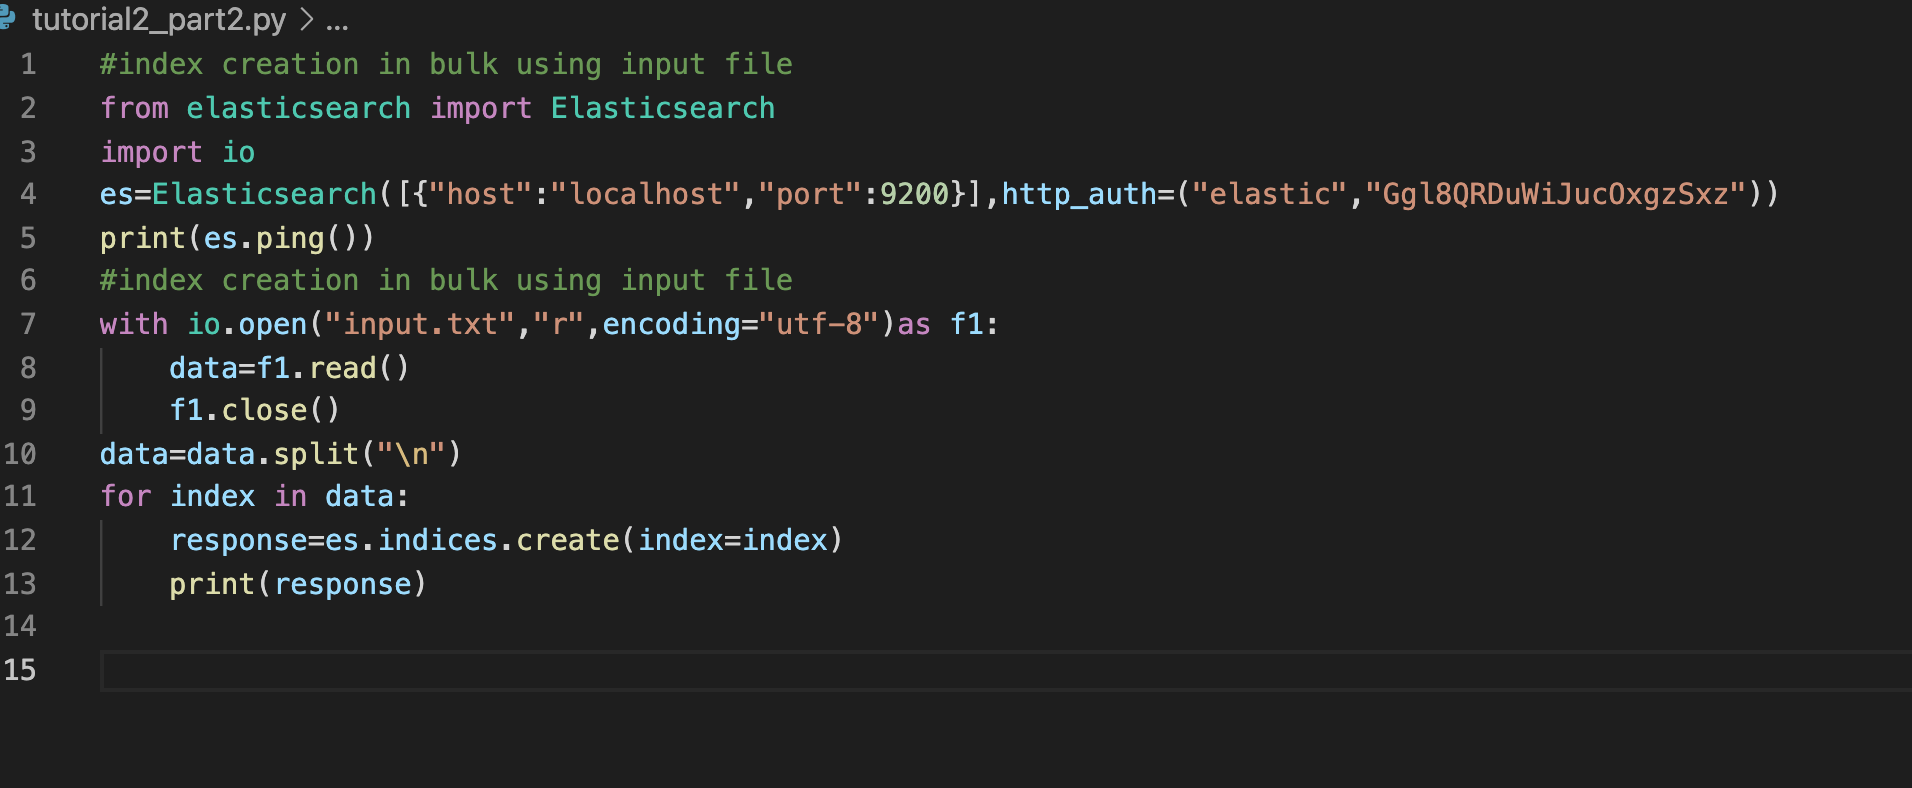 tutorial2_part2.py > ...
1 #index creation in bulk using input file
2 from elasticsearch import Elasticsearch
3 import io
4 es=Elasticsearch([{"host":"localhost","port":9200}],http_auth=("elastic","Ggl8QRDuWiJucOxgzSxz"))
5 print(es.ping())
6 #index creation in bulk using input file
7 with io.open("input.txt","r",encoding="utf-8")as f1:
8     data=f1.read()
9     f1.close()
10 data=data.split("\n")
11 for index in data:
12     response=es.indices.create(index=index)
13     print(response)
14
15